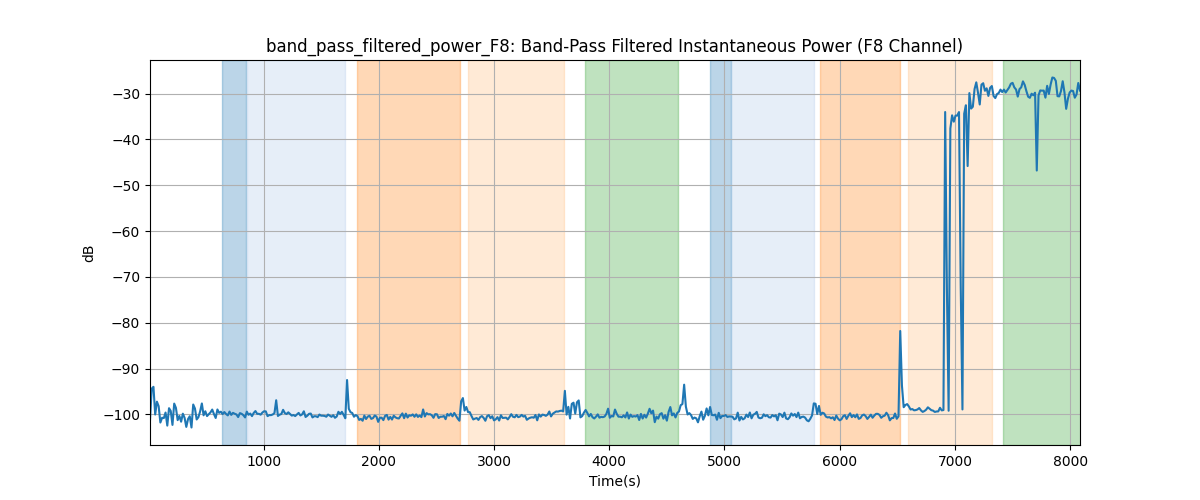 band_pass_filtered_power_F8: Band-Pass Filtered Instantaneous Power (F8 Channel)
dB
−30
−40
−50
−60
−70
−80
−90
−100
1000 2000 3000 4000 5000 6000 7000 8000
Time(s)